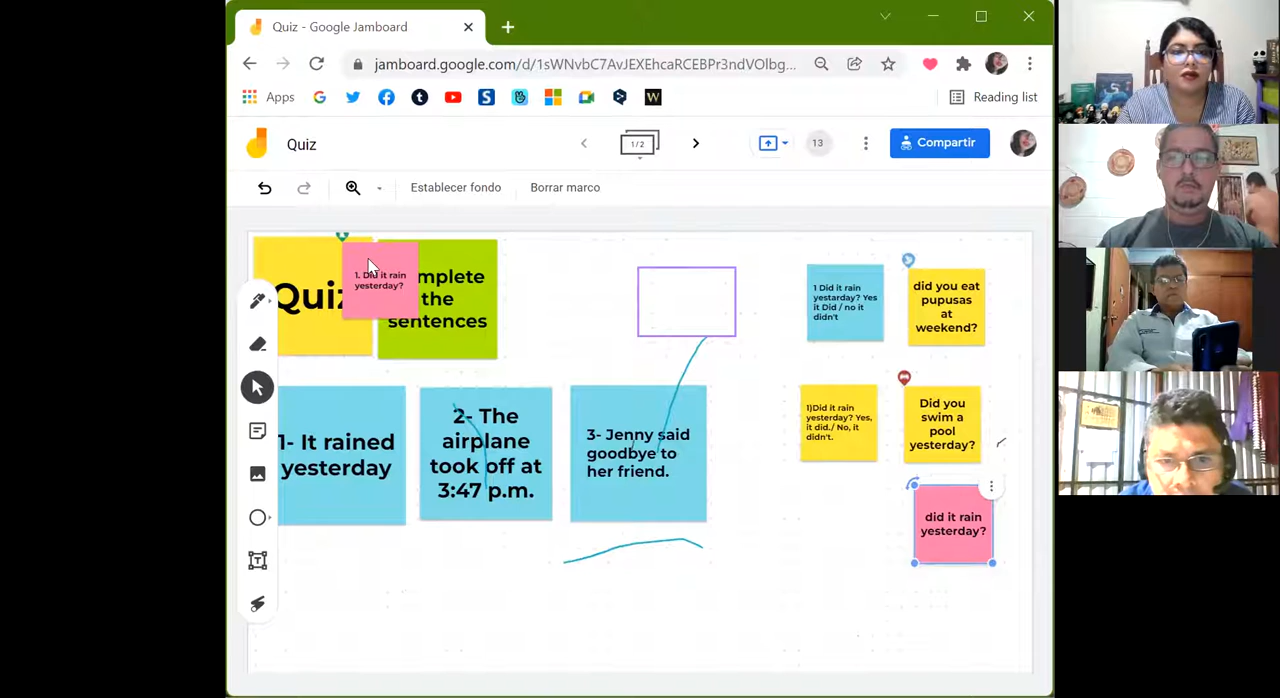 Quiz - Google Jamboard
jamboard.google.com/d/1sWNvbC7AvJEXEhcaRCEBPr3ndVOlbg...
Apps
Reading list
Quiz
1/2
13
Compartir
Establecer fondo
Borrar marco
Quiz
1. Did it rain
yesterday?
mplete
the
sentences
1 Did it rain
yestarday? Yes
it Did / no it
didn't
did you eat
pupusas
at
weekend?
1- It rained
yesterday
2- The
airplane
took off at
3:47 p.m.
3- Jenny said
goodbye to
her friend.
1)Did it rain
yesterday? Yes,
it did./ No, it
didn't.
Did you
swim a
pool
yesterday?
did it rain
yesterday?